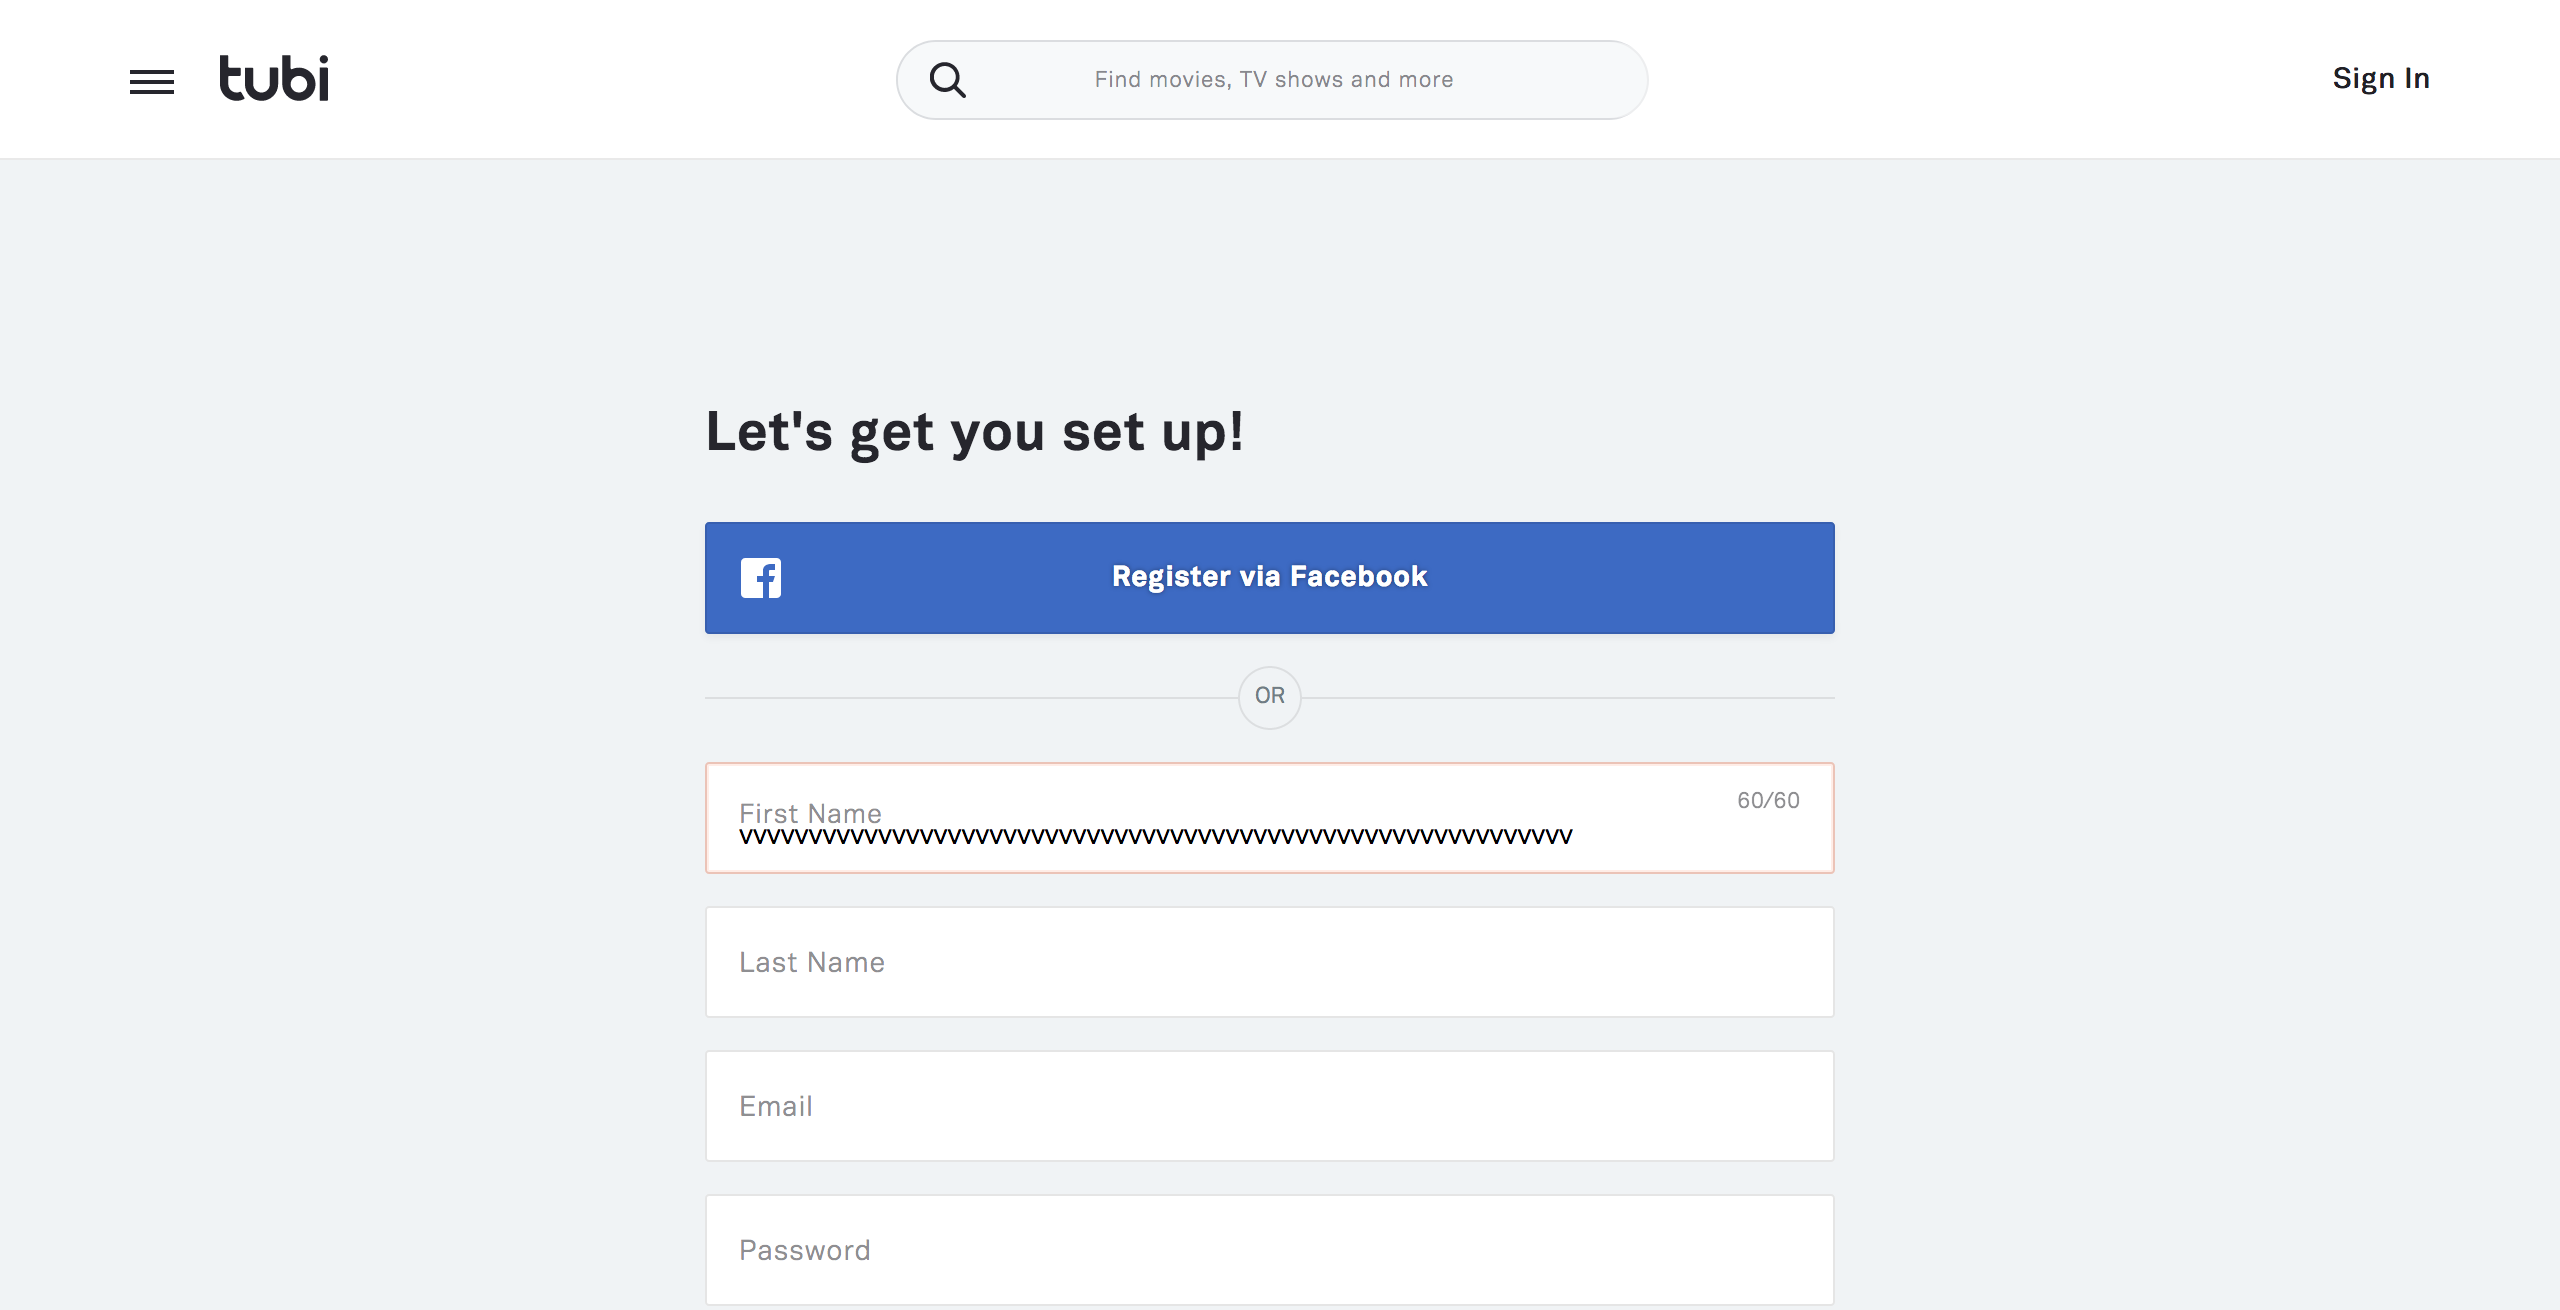 tubi
Find movies, TV shows and more
Sign In
Let's get you set up!
Register via Facebook
OR
First Name
60/60
vvvvvvvvvvvvvvvvvvvvvvvvvvvvvvvvvvvvvvvvvvvvvvvvvvvvvvvvvvvv
Last Name
Email
Password